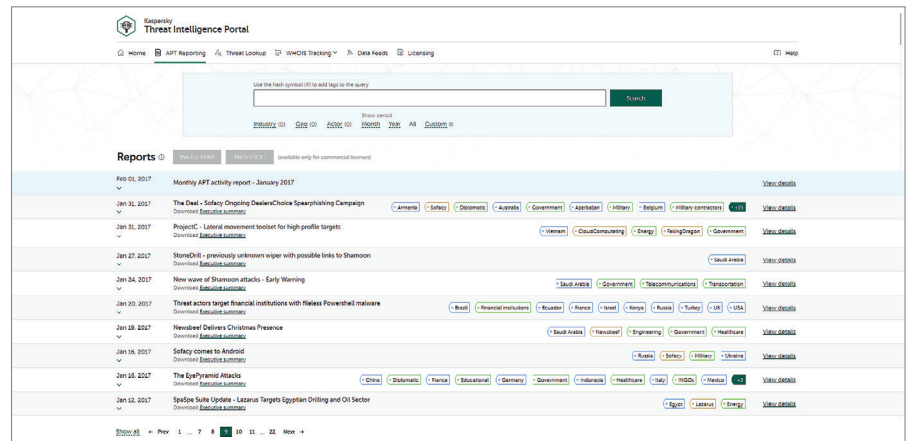 Kaspersky
Threat Intelligence Portal
Home APT Reporting Threat Lookup WHOIS Tracking Data Feeds Licensing Help
Use the hash symbol (#) to add tags to the query
Search
Show period
Industry (0) Geo (0) Actor (0) Month Year All Custom
Reports Master YARA Master IOC (available only for commercial licenses)
Feb 01, 2017 Monthly APT activity report - January 2017 View details
Jan 31, 2017 The Deal - Sofacy Ongoing DealersChoice Spearphishing Campaign Armenia Sofacy Diplomatic Australia Government Azerbaijan Military Belgium Military contractors View details
Download Executive summary
Jan 31, 2017 ProjectC - Lateral movement toolset for high profile targets Vietnam CloudComputating Energy FakingDragon Government View details
Download Executive summary
Jan 27, 2017 StoneDrill - previously unknown wiper with possible links to Shamoon Saudi Arabia View details
Download Executive summary
Jan 24, 2017 New wave of Shamoon attacks - Early Warning Saudi Arabia Government Telecommunications Transportation View details
Download Executive summary
Jan 20, 2017 Threat actors target financial institutions with fileless Powershell malware Brazil Financial institutions Ecuador France Israel Kenya Russia Turkey UK USA View details
Download Executive summary
Jan 19, 2017 Newsbeef Delivers Christmas Presence Saudi Arabia Newsbeef Engineering Government Healthcare View details
Download Executive summary
Jan 16, 2017 Sofacy comes to Android Russia Sofacy Military Ukraine View details
Download Executive summary
Jan 16, 2017 The EyePyramid Attacks China Diplomatic France Educational Germany Government Indonesia Healthcare Italy INGOs Mexico View details
Download Executive summary
Jan 12, 2017 SpaSpe Suite Update - Lazarus Targets Egyptian Drilling and Oil Sector Egypt Lazarus Energy View details
Download Executive summary
Show all ← Prev 1 ... 7 8 9 10 11 ... 22 Next →